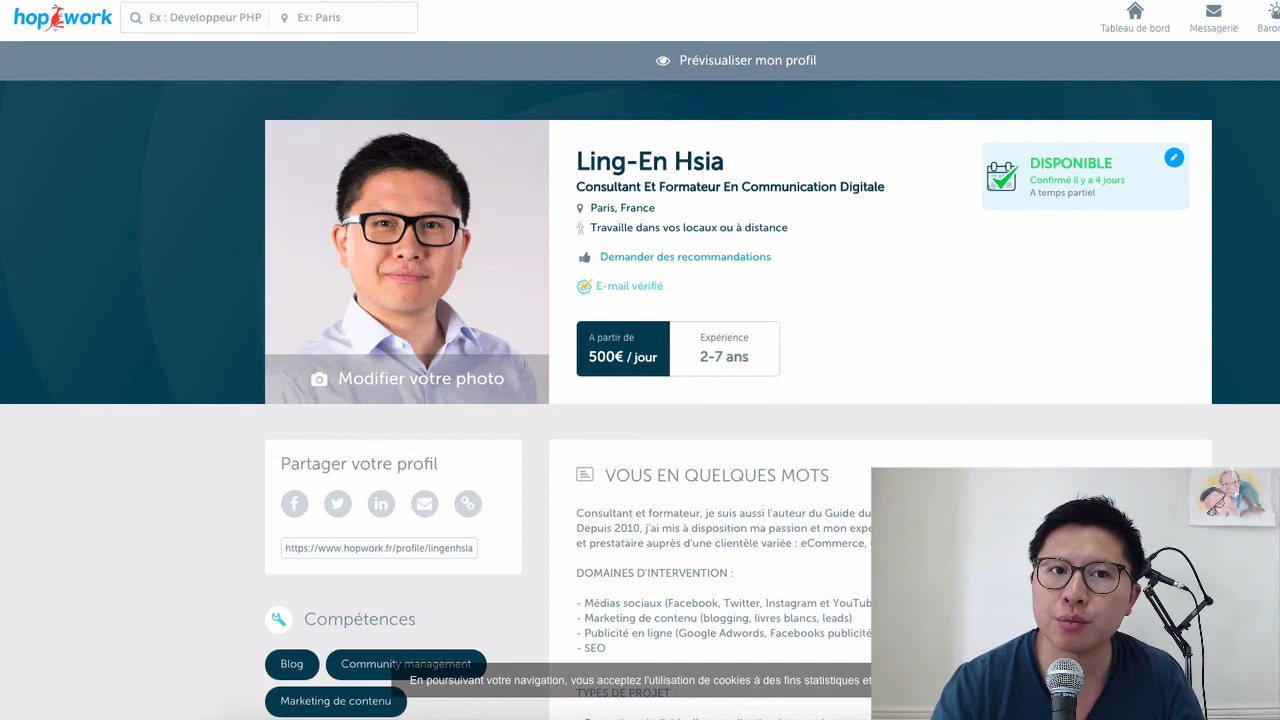 hopwork
Ex : Développeur PHP
Ex: Paris
Tableau de bord
Messagerie
Prévisualiser mon profil
Ling-En Hsia
Consultant Et Formateur En Communication Digitale
Paris, France
Travaille dans vos locaux ou à distance
Demander des recommandations
E-mail vérifié
DISPONIBLE
Confirmé il y a 4 jours
A temps partiel
A partir de
500€ / jour
Expérience
2-7 ans
Modifier votre photo
Partager votre profil
https://www.hopwork.fr/profile/lingenhsia
Compétences
Blog
Community management
Marketing de contenu
VOUS EN QUELQUES MOTS
Consultant et formateur, je suis aussi l'auteur du Guide du
Depuis 2010, j'ai mis à disposition ma passion et mon
et prestataire auprès d'une clientèle variée : eCommerce,
DOMAINES D'INTERVENTION :
- Médias sociaux (Facebook, Twitter, Instagram et
- Marketing de contenu (blogging, livres blancs, leads)
- Publicité en ligne (Google Adwords, Facebooks publicité
- SEO
En poursuivant votre navigation, vous acceptez l'utilisation de cookies à des fins statistiques et
TYPES DE PROJET :